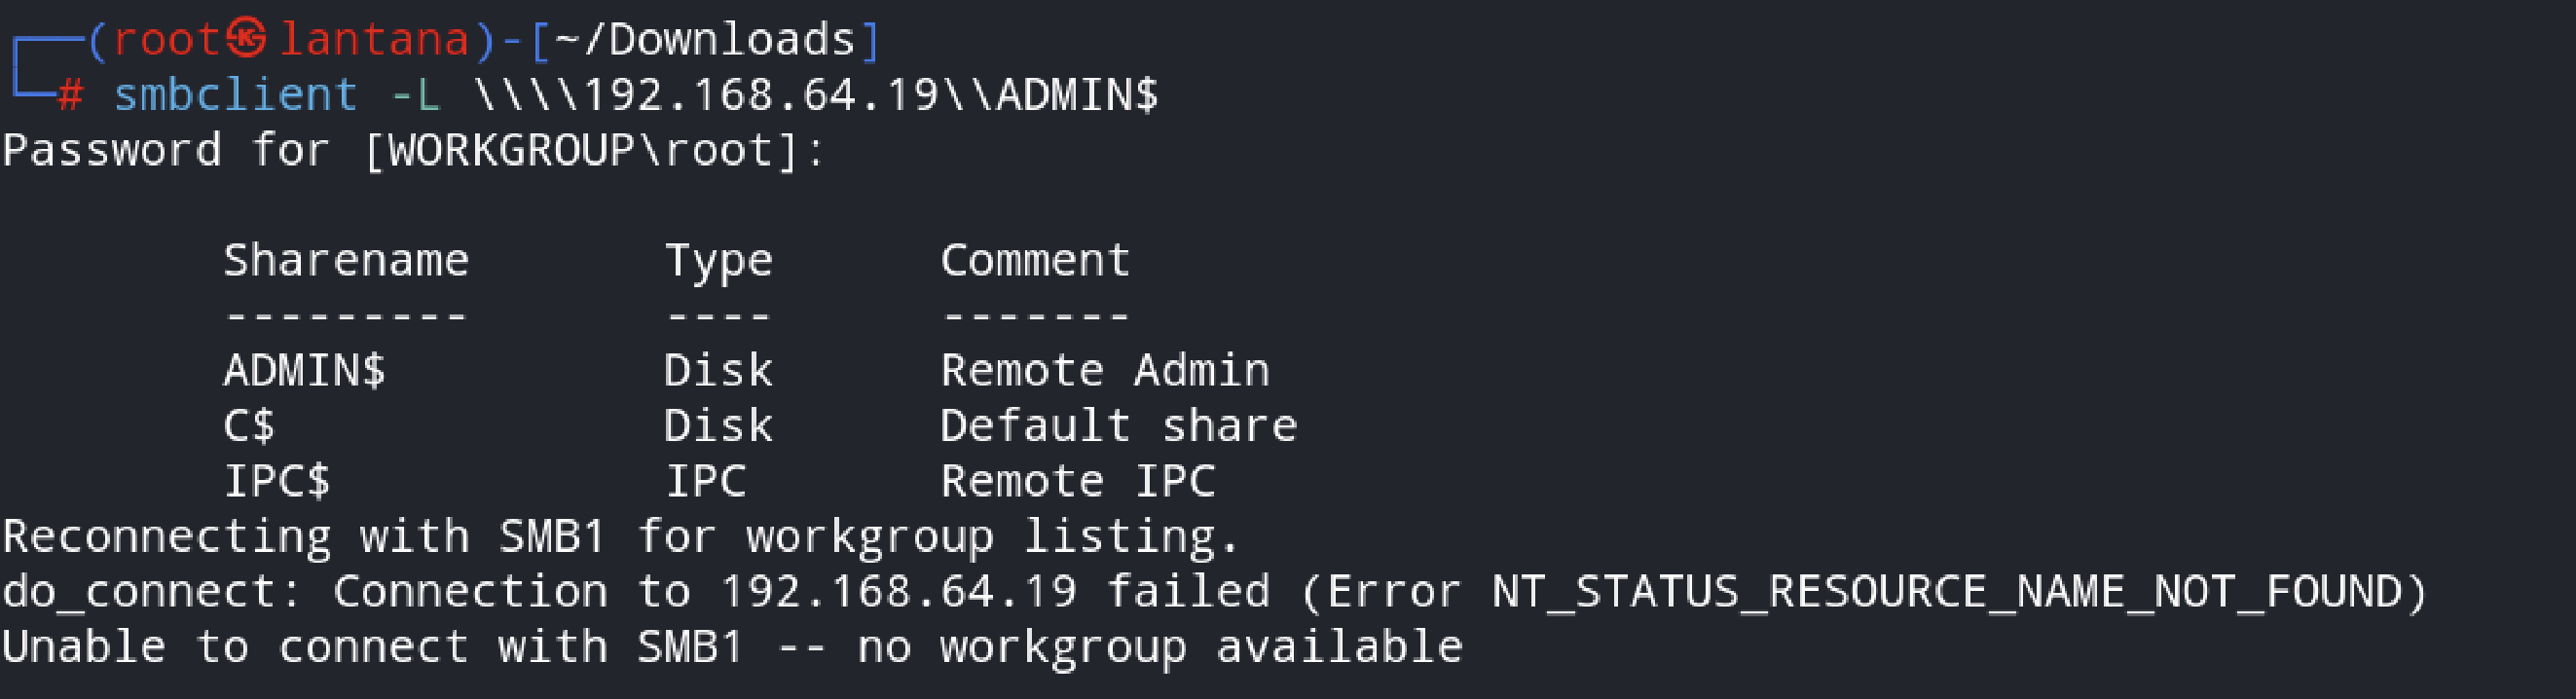 ┌──(root㉿lantana)-[~/Downloads]
└─# smbclient -L \\\\192.168.64.19\\ADMIN$
Password for [WORKGROUP\root]:
Sharename Type Comment
--------- ---- -------
ADMIN$ Disk Remote Admin
C$ Disk Default share
IPC$ IPC Remote IPC
Reconnecting with SMB1 for workgroup listing.
do_connect: Connection to 192.168.64.19 failed (Error NT_STATUS_RESOURCE_NAME_NOT_FOUND)
Unable to connect with SMB1 -- no workgroup available